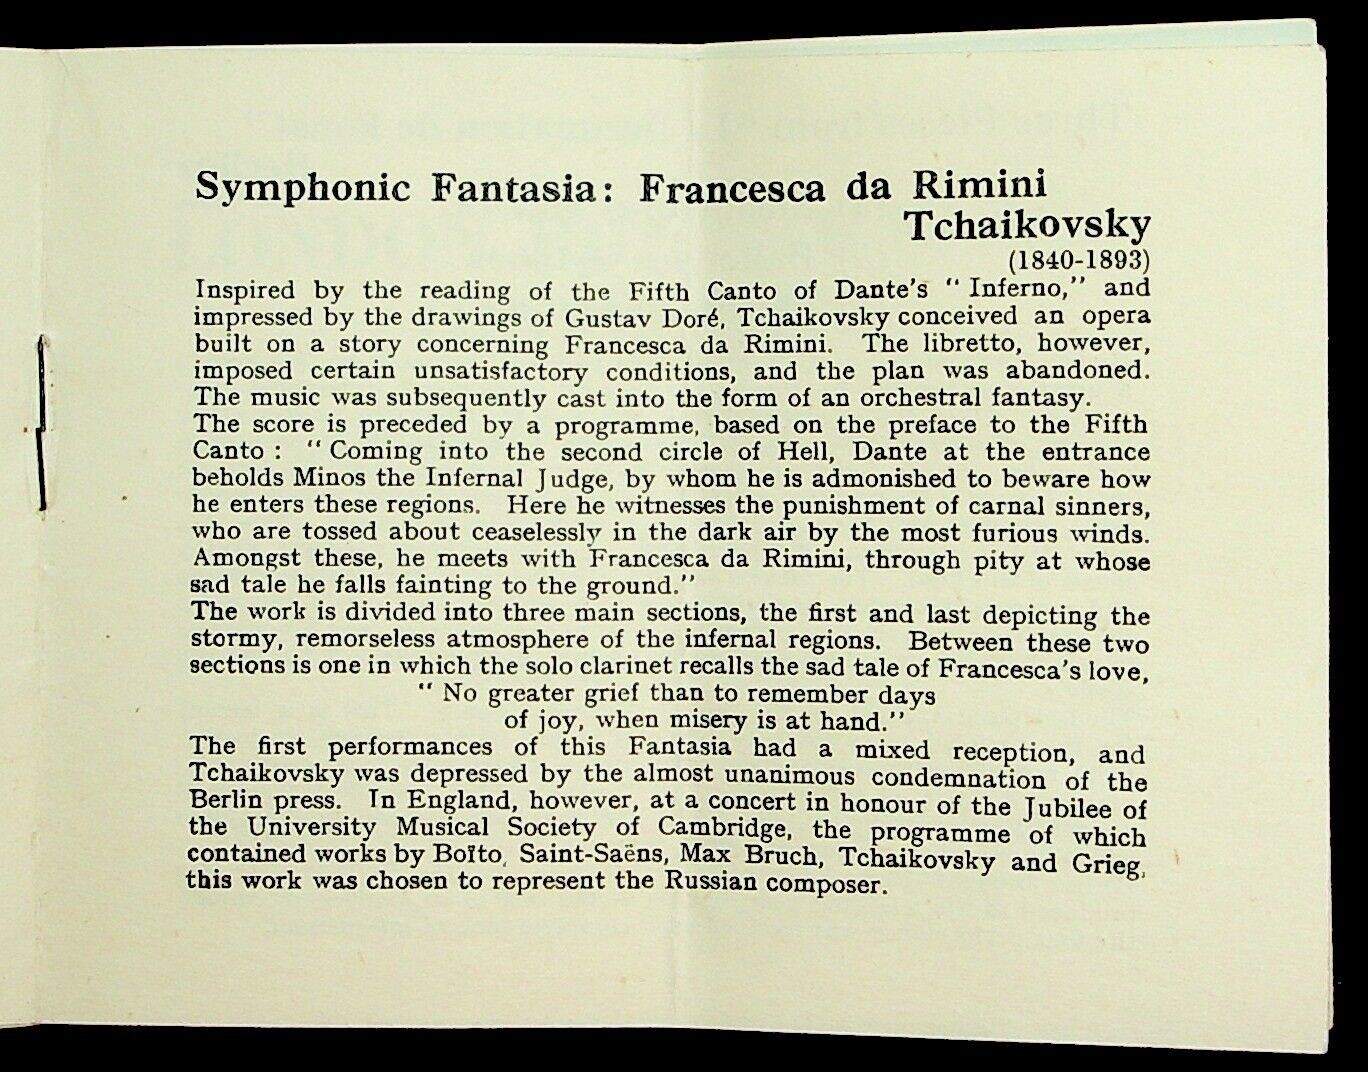 Symphonic Fantasia: Francesca da Rimini
Tchaikovsky
(1840-1893)
Inspired by the reading of the Fifth Canto of Dante's " Inferno," and
impressed by the drawings of Gustav Doré, Tchaikovsky conceived an opera
built on a story concerning Francesca da Rimini. The libretto, however,
imposed certain unsatisfactory conditions, and the plan was abandoned.
The music was subsequently cast into the form of an orchestral fantasy.
The score is preceded by a programme, based on the preface to the Fifth
Canto : " Coming into the second circle of Hell, Dante at the entrance
beholds Minos the Infernal Judge, by whom he is admonished to beware how
he enters these regions. Here he witnesses the punishment of carnal sinners,
who are tossed about ceaselessly in the dark air by the most furious winds.
Amongst these, he meets with Francesca da Rimini, through pity at whose
sad tale he falls fainting to the ground."
The work is divided into three main sections, the first and last depicting the
stormy, remorseless atmosphere of the infernal regions. Between these two
sections is one in which the solo clarinet recalls the sad tale of Francesca's love,
" No greater grief than to remember days
of joy, when misery is at hand."
The first performances of this Fantasia had a mixed reception, and
Tchaikovsky was depressed by the almost unanimous condemnation of the
Berlin press. In England, however, at a concert in honour of the Jubilee of
the University Musical Society of Cambridge, the programme of which
contained works by Boïto, Saint-Saëns, Max Bruch, Tchaikovsky and Grieg,
this work was chosen to represent the Russian composer.